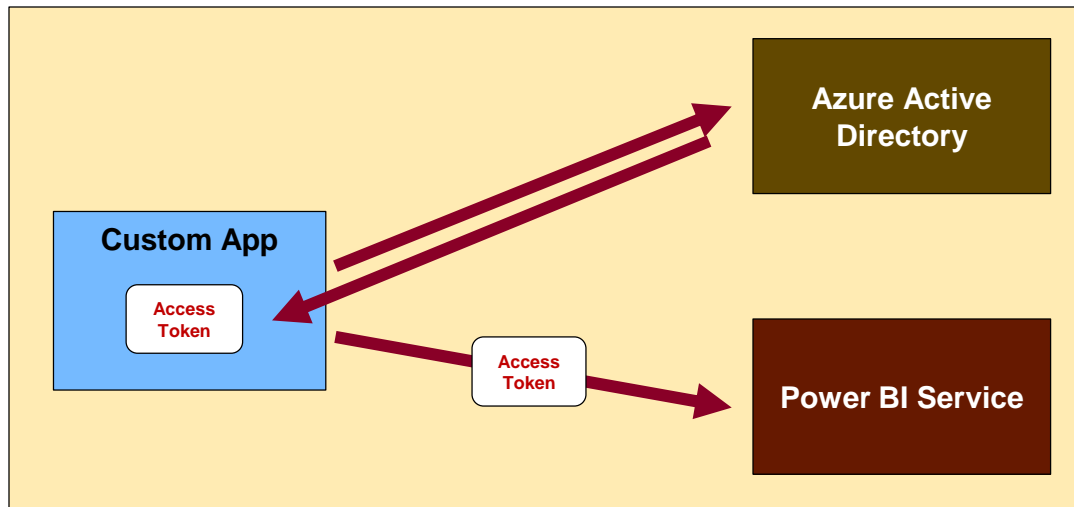 Azure Active
Directory
Custom App
Access
Token
Access
Token
Power BI Service